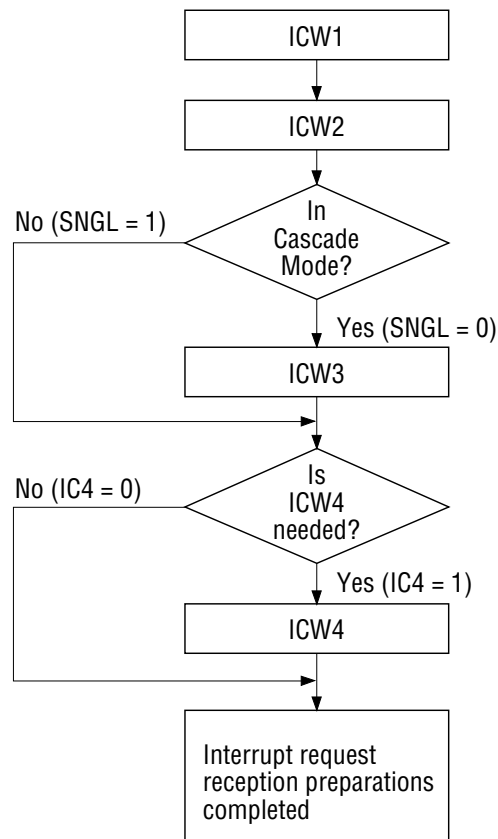 ICW1
ICW2
In
Cascade
Mode?
No (SNGL = 1)
Yes (SNGL = 0)
ICW3
Is
ICW4
needed?
No (IC4 = 0)
Yes (IC4 = 1)
ICW4
Interrupt request
reception preparations
completed